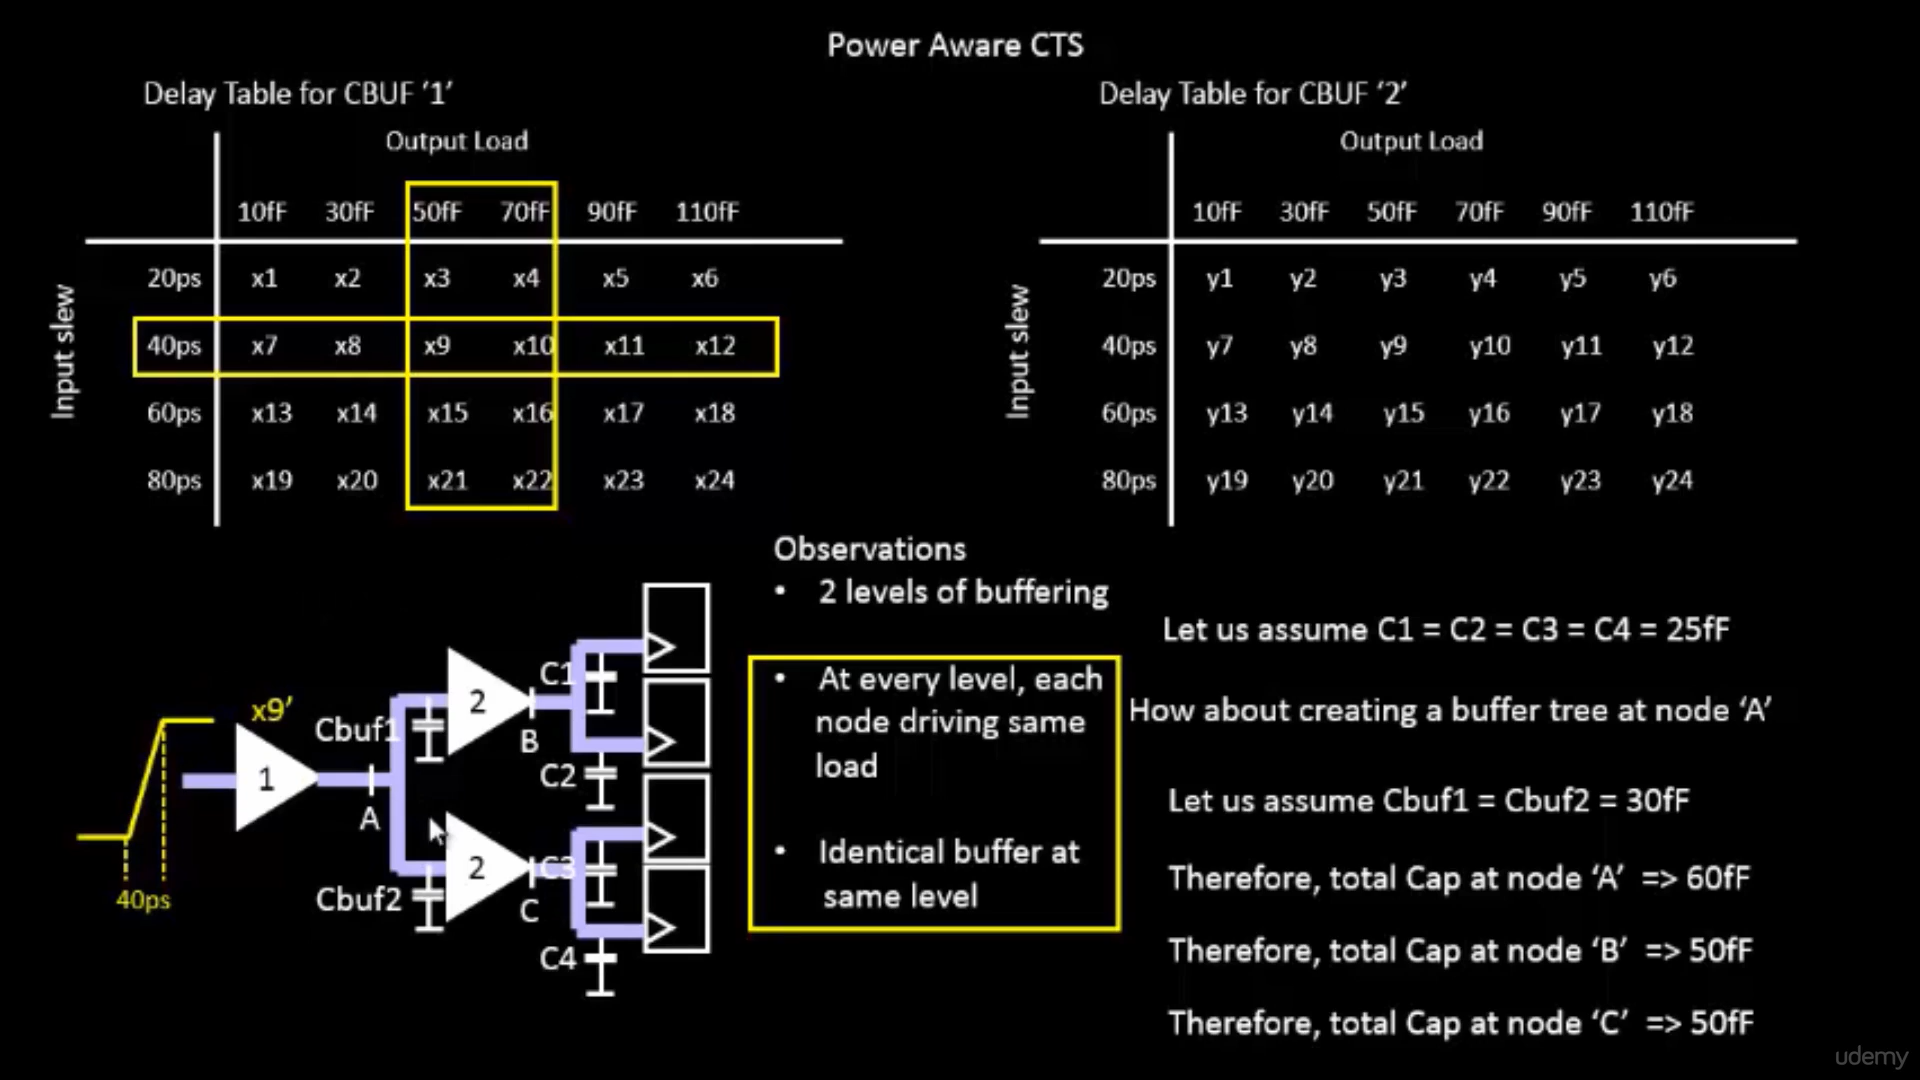 Power Aware CTS
Delay Table for CBUF ‘1’
Output Load
10fF 30fF 50fF 70fF 90fF 110fF
Input slew
20ps x1 x2 x3 x4 x5 x6
40ps x7 x8 x9 x10 x11 x12
60ps x13 x14 x15 x16 x17 x18
80ps x19 x20 x21 x22 x23 x24
Delay Table for CBUF ‘2’
Output Load
10fF 30fF 50fF 70fF 90fF 110fF
Input slew
20ps y1 y2 y3 y4 y5 y6
40ps y7 y8 y9 y10 y11 y12
60ps y13 y14 y15 y16 y17 y18
80ps y19 y20 y21 y22 y23 y24
x9’
40ps
1
A
Cbuf1
2
B
C1
C2
Cbuf2
2
C
C3
C4
Observations
• 2 levels of buffering
• At every level, each
node driving same
load
• Identical buffer at
same level
Let us assume C1 = C2 = C3 = C4 = 25fF
How about creating a buffer tree at node ‘A’
Let us assume Cbuf1 = Cbuf2 = 30fF
Therefore, total Cap at node ‘A’ => 60fF
Therefore, total Cap at node ‘B’ => 50fF
Therefore, total Cap at node ‘C’ => 50fF
udemy